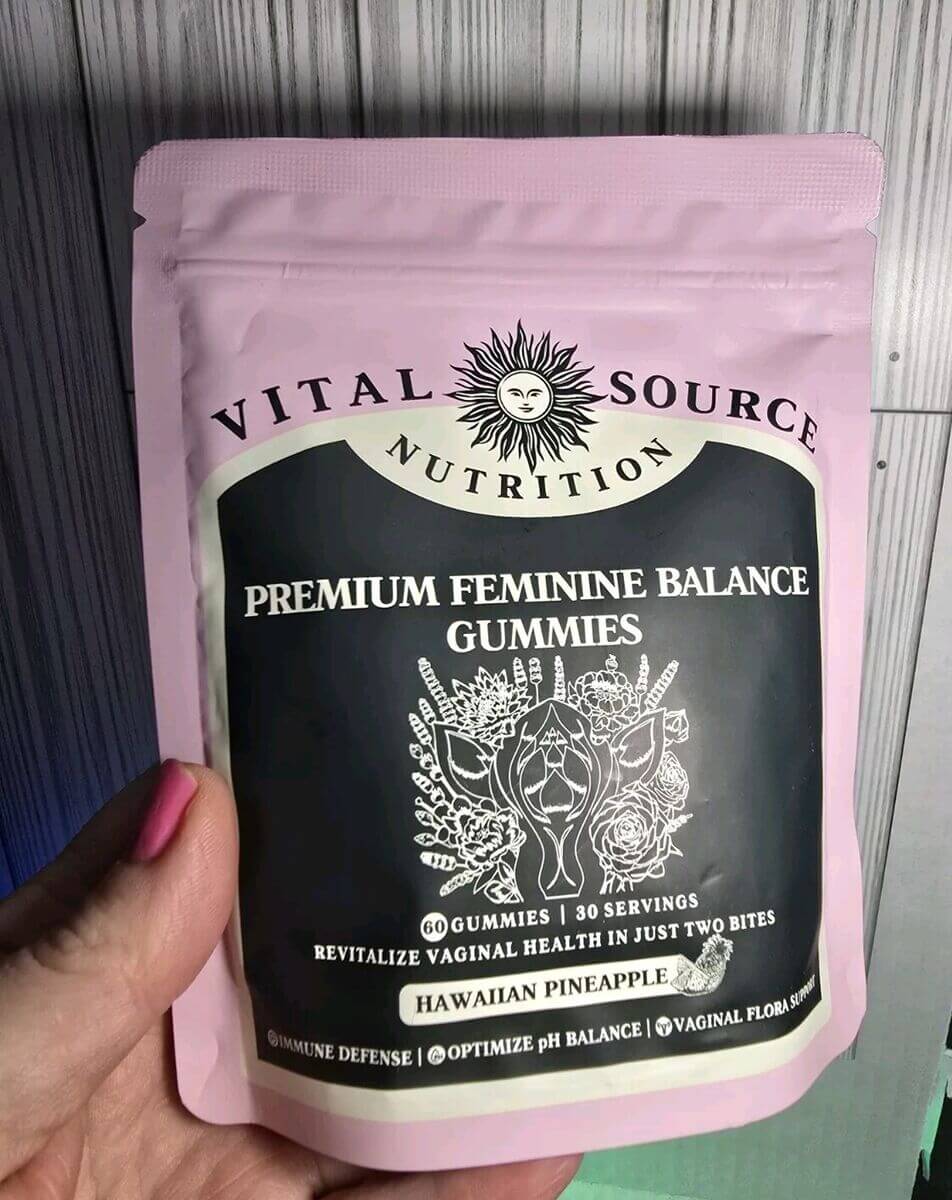 VITAL SOURCE
NUTRITION
PREMIUM FEMININE BALANCE
GUMMIES
60 GUMMIES | 30 SERVINGS
REVITALIZE VAGINAL HEALTH IN JUST TWO BITES
HAWAIIAN PINEAPPLE
IMMUNE DEFENSE | OPTIMIZE pH BALANCE | VAGINAL FLORA SUPPORT